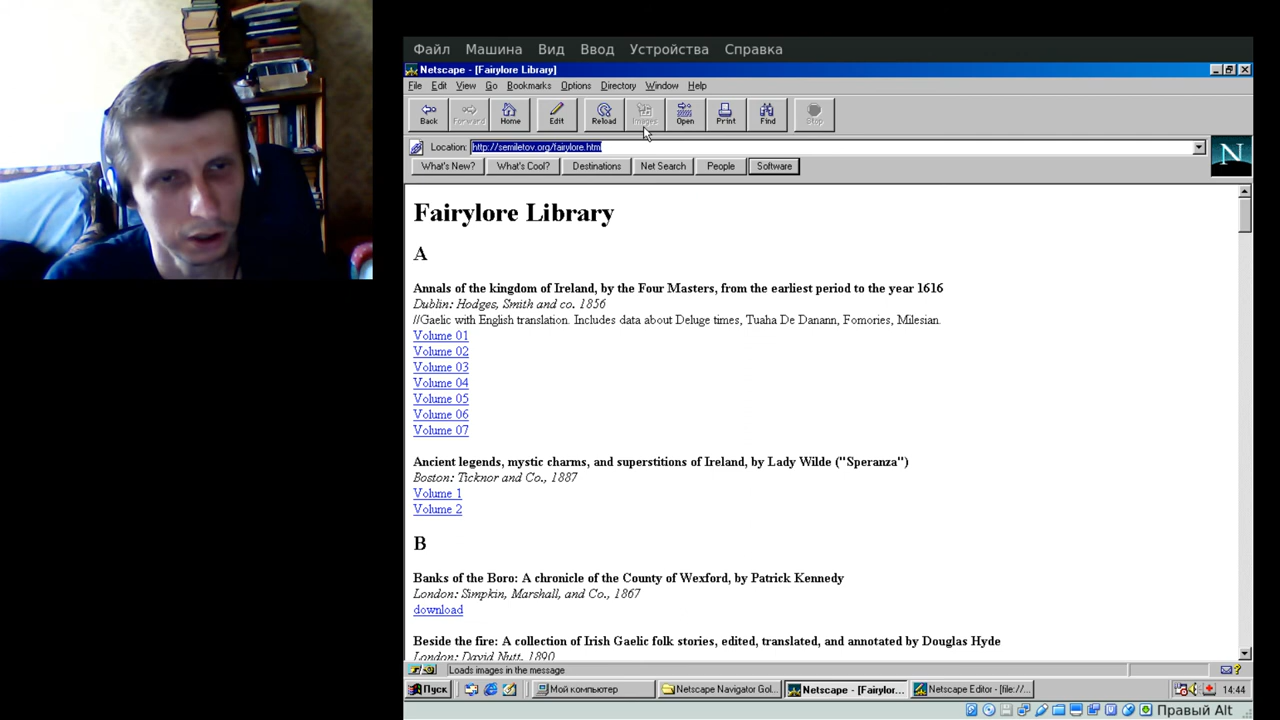 Файл Машина Вид Ввод Устройства Справка
Netscape - [Fairylore Library]
File Edit View Go Bookmarks Options Directory Window Help
Back Forward Home Edit Reload Images Open Print Find Stop
Location: http://semiletov.org/fairylore.htm
N
What's New? What's Cool? Destinations Net Search People Software
Fairylore Library
A
Annals of the kingdom of Ireland, by the Four Masters, from the earliest period to the year 1616
Dublin: Hodges, Smith and co. 1856
//Gaelic with English translation. Includes data about Deluge times, Tuaha De Danann, Fomories, Milesian.
Volume 01
Volume 02
Volume 03
Volume 04
Volume 05
Volume 06
Volume 07
Ancient legends, mystic charms, and superstitions of Ireland, by Lady Wilde ("Speranza")
Boston: Ticknor and Co., 1887
Volume 1
Volume 2
B
Banks of the Boro: A chronicle of the County of Wexford, by Patrick Kennedy
London: Simpkin, Marshall, and Co., 1867
download
Beside the fire: A collection of Irish Gaelic folk stories, edited, translated, and annotated by Douglas Hyde
London: David Nutt, 1890
Loads images in the message
Пуск Мой компьютер Netscape Navigator Gol... Netscape - [Fairylor... Netscape Editor - [file://... 14:44
Правый Alt